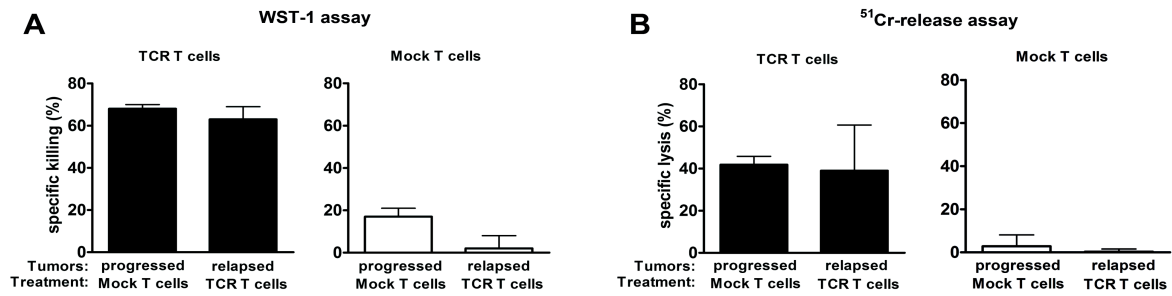 A
WST-1 assay
TCR T cells
Mock T cells
specific killing (%)
80
60
40
20
0
80
60
40
20
0
Tumors: progressed relapsed progressed relapsed
Treatment: Mock T cells TCR T cells Mock T cells TCR T cells
B
51Cr-release assay
TCR T cells
Mock T cells
specific lysis (%)
80
60
40
20
0
80
60
40
20
0
Tumors: progressed relapsed progressed relapsed
Treatment: Mock T cells TCR T cells Mock T cells TCR T cells